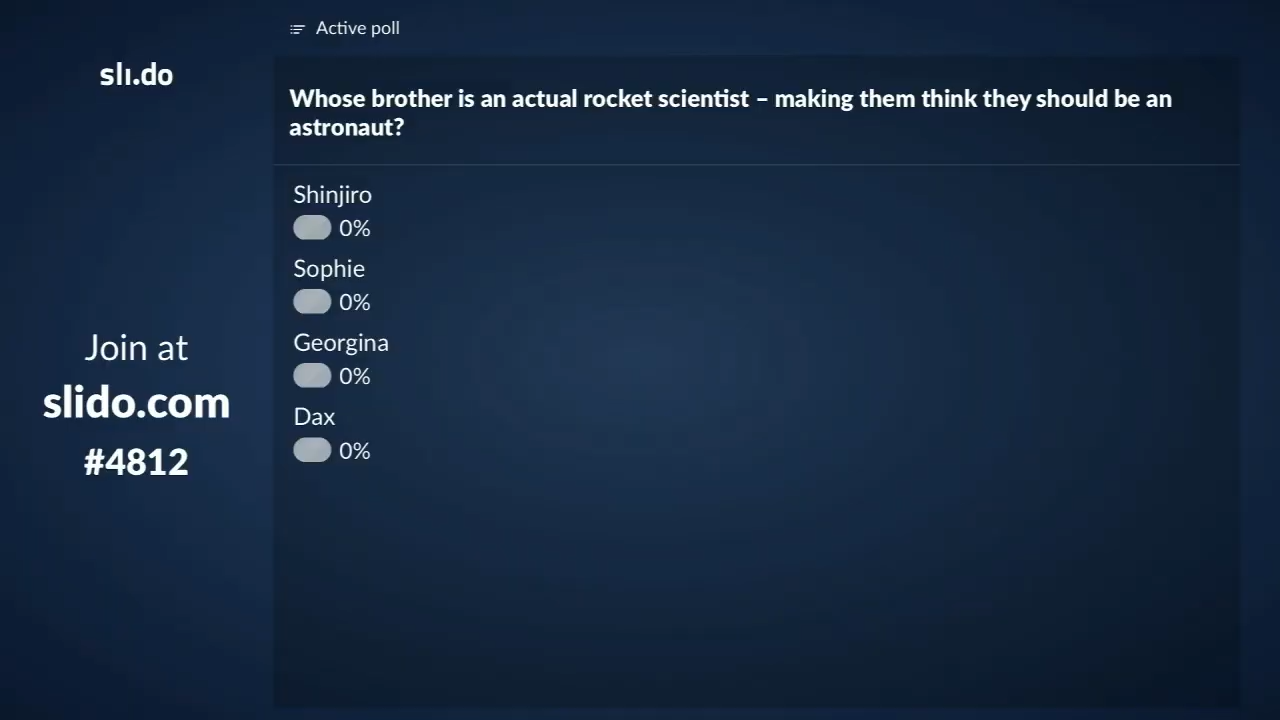 Active poll
sli.do
Whose brother is an actual rocket scientist – making them think they should be an
astronaut?
Shinjiro
0%
Sophie
0%
Georgina
0%
Dax
0%
Join at
slido.com
#4812